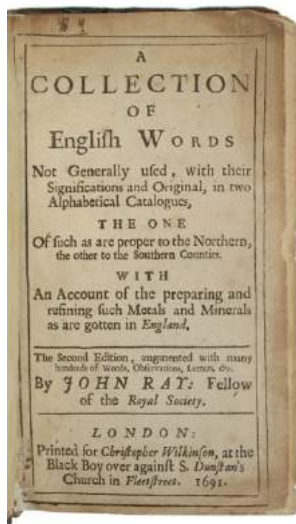 A
COLLECTION
OF
Engliſh WORDS
Not Generally uſed, with their
Significations and Original, in two
Alphabetical Catalogues,
THE ONE
Of ſuch as are proper to the Northern,
the other to the Southern Counties.
WITH
An Account of the preparing and
refining ſuch Metals and Minerals
as are gotten in England.
The Second Edition, augmented with many
hundreds of Words, Obſervations, Letters, &c.
By JOHN RAY: Fellow
of the Royal Society.
LONDON:
Printed for Chriſtopher Wilkinſon, at the
Black Boy over againſt S. Dunſtan's
Church in Fleetſtreet. 1691.